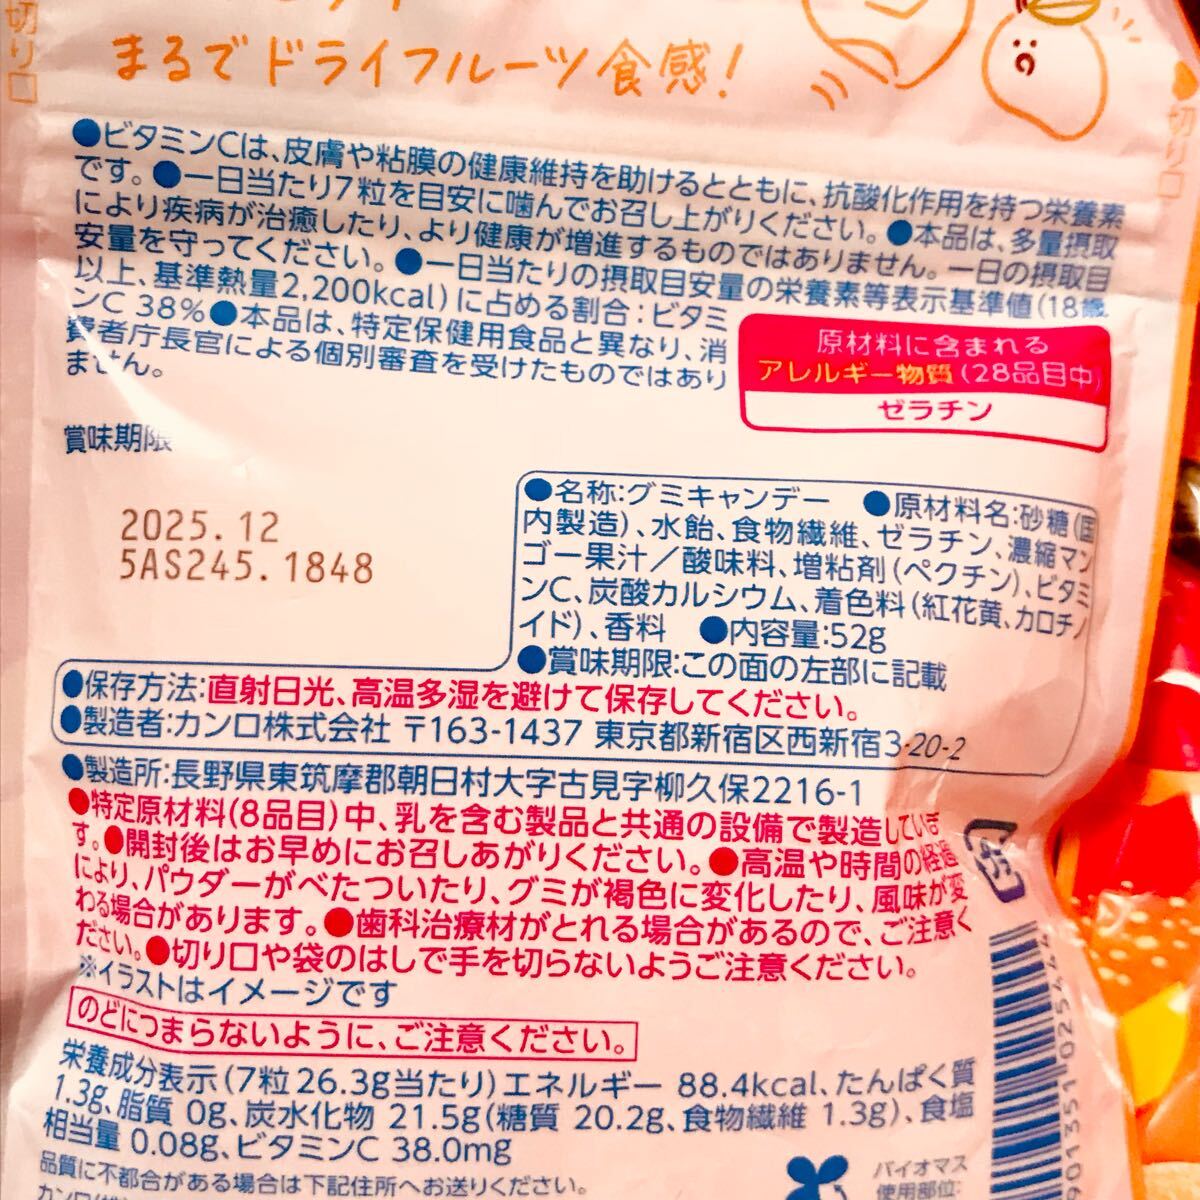 まるでドライフルーツ食感!
切り口
切り口
●ビタミンCは、皮膚や粘膜の健康維持を助けるとともに、抗酸化作用を持つ栄養素
です。●一日当たり7粒を目安に噛んでお召し上がりください。●本品は、多量摂取
により疾病が治癒したり、より健康が増進するものではありません。一日の摂取目
安量を守ってください。●一日当たりの摂取目安量の栄養素等表示基準値(18歳
以上、基準熱量2,200kcal)に占める割合:ビタミ
ンC 38%●本品は、特定保健用食品と異なり、消
費者庁長官による個別審査を受けたものではあり
ません。
原材料に含まれる
アレルギー物質(28品目中)
ゼラチン
賞味期限
2025.12
5AS245.1848
●名称:グミキャンデー ●原材料名:砂糖(国
内製造)、水飴、食物繊維、ゼラチン、濃縮マン
ゴー果汁/酸味料、増粘剤(ペクチン)、ビタミ
ンC、炭酸カルシウム、着色料(紅花黄、カロチノ
イド)、香料 ●内容量:52g
●賞味期限:この面の左部に記載
●保存方法:直射日光、高温多湿を避けて保存してください。
●製造者:カンロ株式会社 〒163-1437 東京都新宿区西新宿3-20-2
●製造所:長野県東筑摩郡朝日村大字古見字柳久保2216-1
●特定原材料(8品目)中、乳を含む製品と共通の設備で製造していま
す。●開封後はお早めにお召しあがりください。●高温や時間の経過
により、パウダーがべたついたり、グミが褐色に変化したり、風味が変
わる場合があります。●歯科治療材がとれる場合があるので、ご注意く
ださい。●切り口や袋のはしで手を切らないようご注意ください。
※イラストはイメージです
のどにつまらないように、ご注意ください。
栄養成分表示(7粒26.3g当たり)エネルギー 88.4kcal、たんぱく質
1.3g、脂質 0g、炭水化物 21.5g(糖質 20.2g、食物繊維 1.3g)、食塩
相当量 0.08g、ビタミンC 38.0mg
品質に不都合がある場合は下記住所へお送りください。
バイオマス
使用部位: